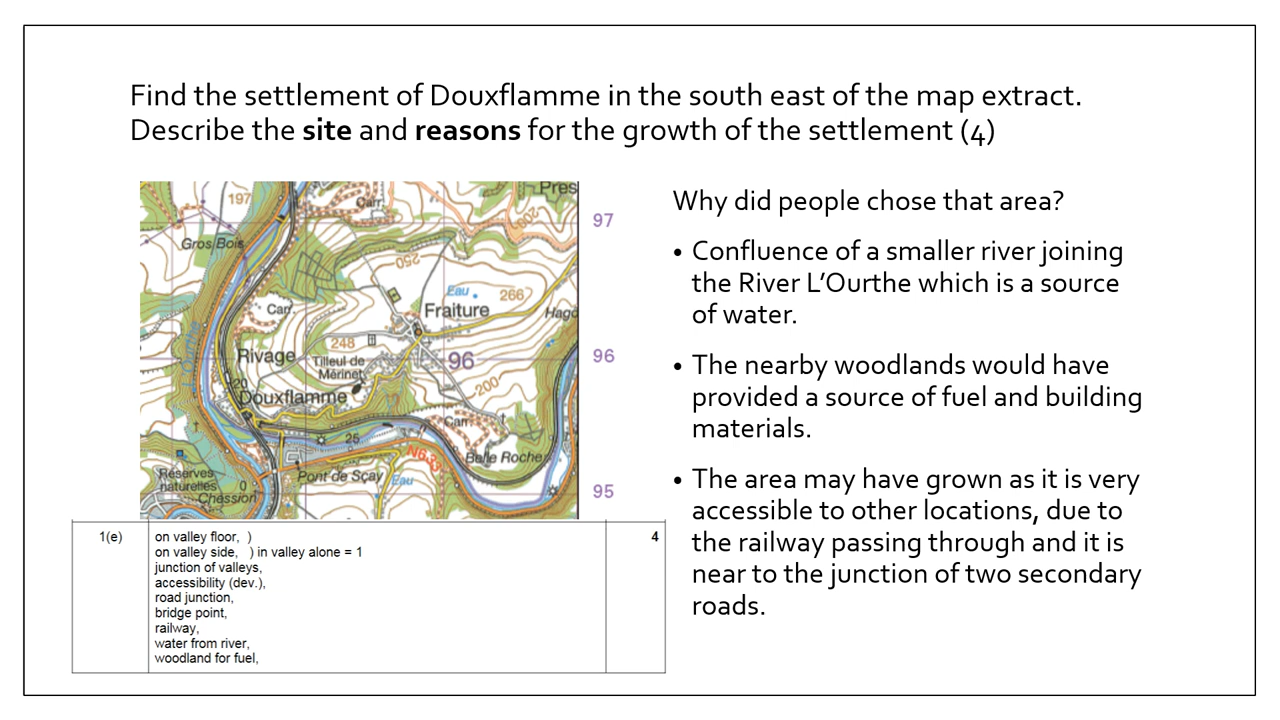 Find the settlement of Douxflamme in the south east of the map extract.
Describe the site and reasons for the growth of the settlement (4)
197
Carr.
Pres
200
97
Gros Bois
250
Eau
266
Carr.
Fraiture
Hago
L'Ourthe
248
Rivage
Tilleul de
Mérinet
96
96
20
200
Douxflamme
Carr.
25
N633
Belle Roche
Réserves
naturelles
0
Pont de Sçay
Eau
95
Chession
1(e)
on valley floor, )
4
on valley side, ) in valley alone = 1
junction of valleys,
accessibility (dev.),
road junction,
bridge point,
railway,
water from river,
woodland for fuel,
Why did people chose that area?
• Confluence of a smaller river joining
the River L'Ourthe which is a source
of water.
• The nearby woodlands would have
provided a source of fuel and building
materials.
• The area may have grown as it is very
accessible to other locations, due to
the railway passing through and it is
near to the junction of two secondary
roads.